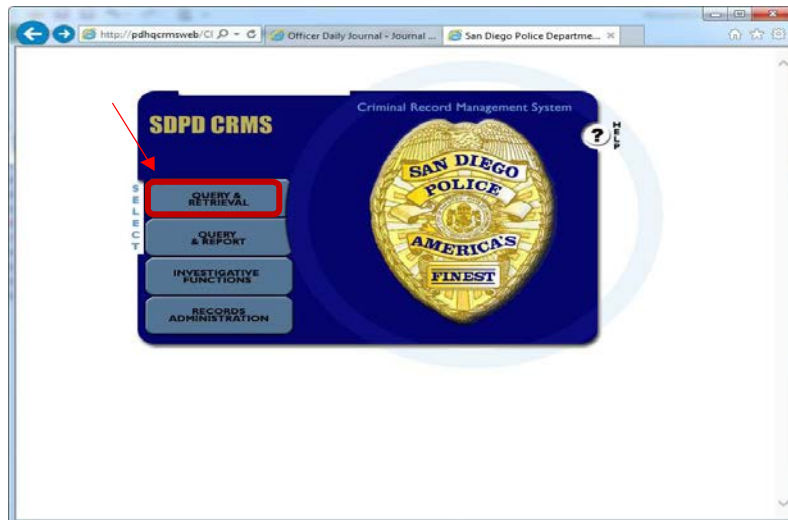 http://pdhqcrmsweb/Cl
Officer Daily Journal - Journal ...
San Diego Police Departme...
Criminal Record Management System
SDPD CRMS
?
HELP
SELECT
QUERY &
RETRIEVAL
QUERY
& REPORT
INVESTIGATIVE
FUNCTIONS
RECORDS
ADMINISTRATION
SAN DIEGO
POLICE
AMERICA'S
FINEST